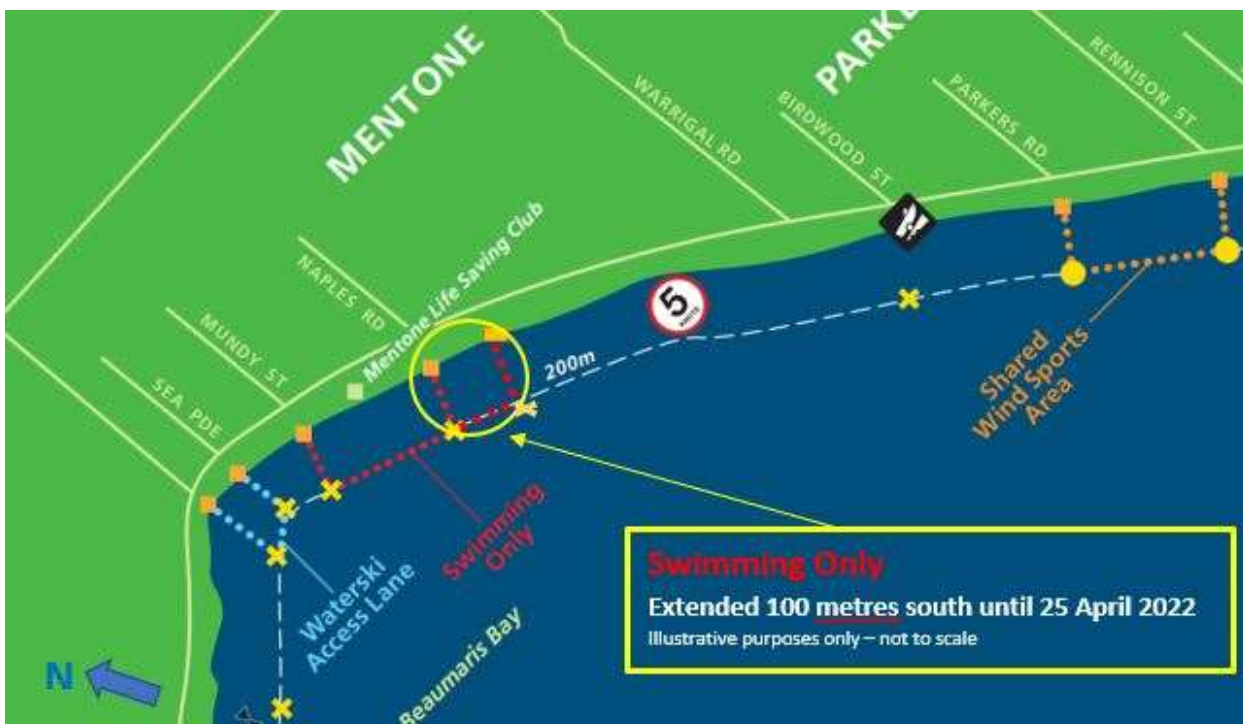 MENTONE
PARK
WARRIGAL RD
BIRDWOOD ST
PARKERS RD
RENNISON ST
NAPLES RD
MUNDY ST
SEA PDE
Mentone Life Saving Club
5
KNOTS
200m
Shared
Wind Sports
Area
Swimming
Only
Waterski
Access Lane
Beaumaris Bay
N
Swimming Only
Extended 100 metres south until 25 April 2022
Illustrative purposes only – not to scale